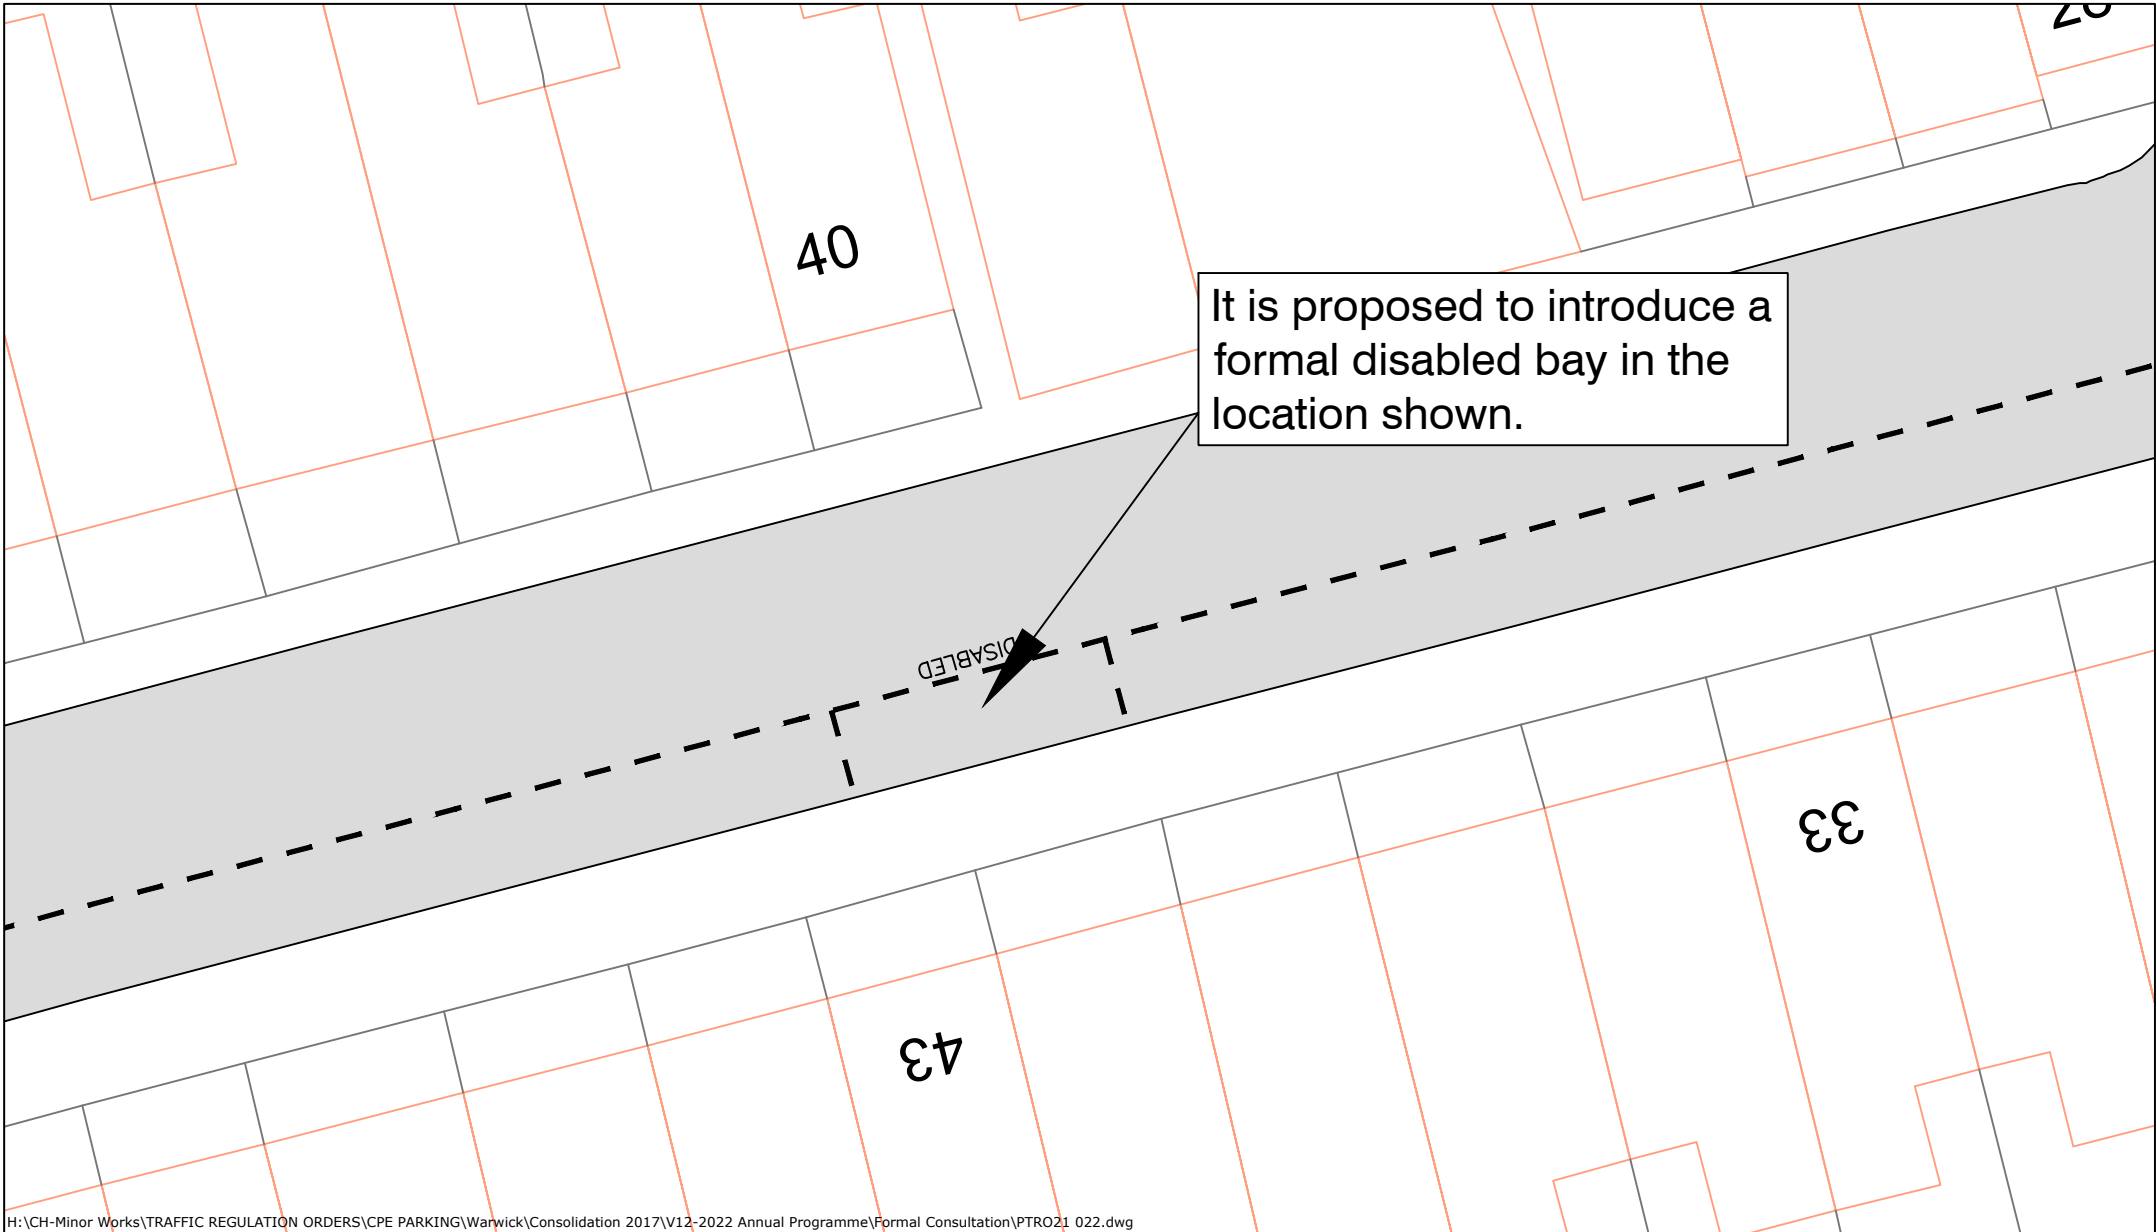 40
It is proposed to introduce a
formal disabled bay in the
location shown.
DISABLED
33
43
H:\CH-Minor Works\TRAFFIC REGULATION ORDERS\CPE PARKING\Warwick\Consolidation 2017\V12-2022 Annual Programme\Formal Consultation\PTRO21 022.dwg